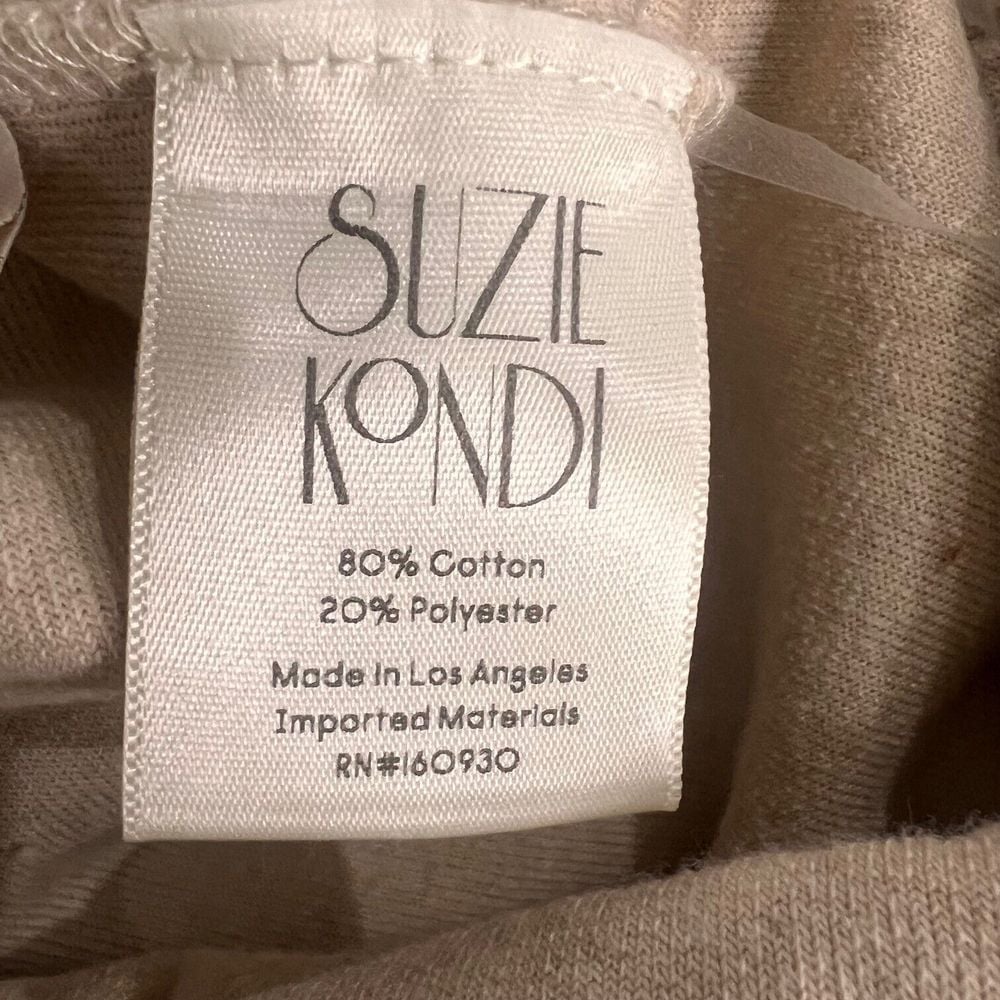 SUZIE
KONDI
80% Cotton
20% Polyester
Made In Los Angeles
Imported Materials
RN#160930